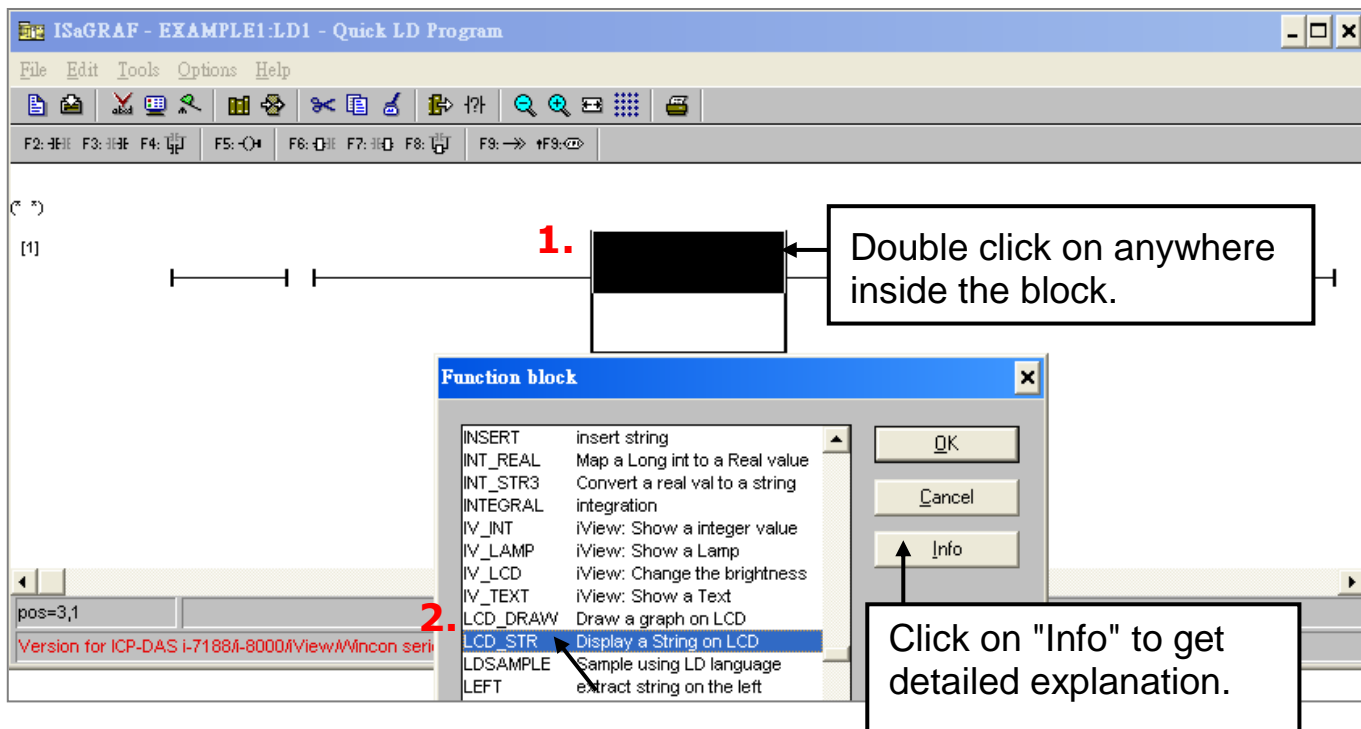 ISaGRAF - EXAMPLE1:LD1 - Quick LD Program
File Edit Tools Options Help
F2: F3: F4: F5: F6: F7: F8: F9: F9:
(* *)
[1]
1.
Double click on anywhere
inside the block.
Function block
INSERT insert string
INT_REAL Map a Long int to a Real value
INT_STR3 Convert a real val to a string
INTEGRAL integration
IV_INT iView: Show a integer value
IV_LAMP iView: Show a Lamp
IV_LCD iView: Change the brightness
IV_TEXT iView: Show a Text
LCD_DRAW Draw a graph on LCD
LCD_STR Display a String on LCD
LDSAMPLE Sample using LD language
LEFT extract string on the left
OK
Cancel
Info
pos=3,1
2.
Version for ICP-DAS i-7188/i-8000/iView/Wincon seri
Click on "Info" to get
detailed explanation.